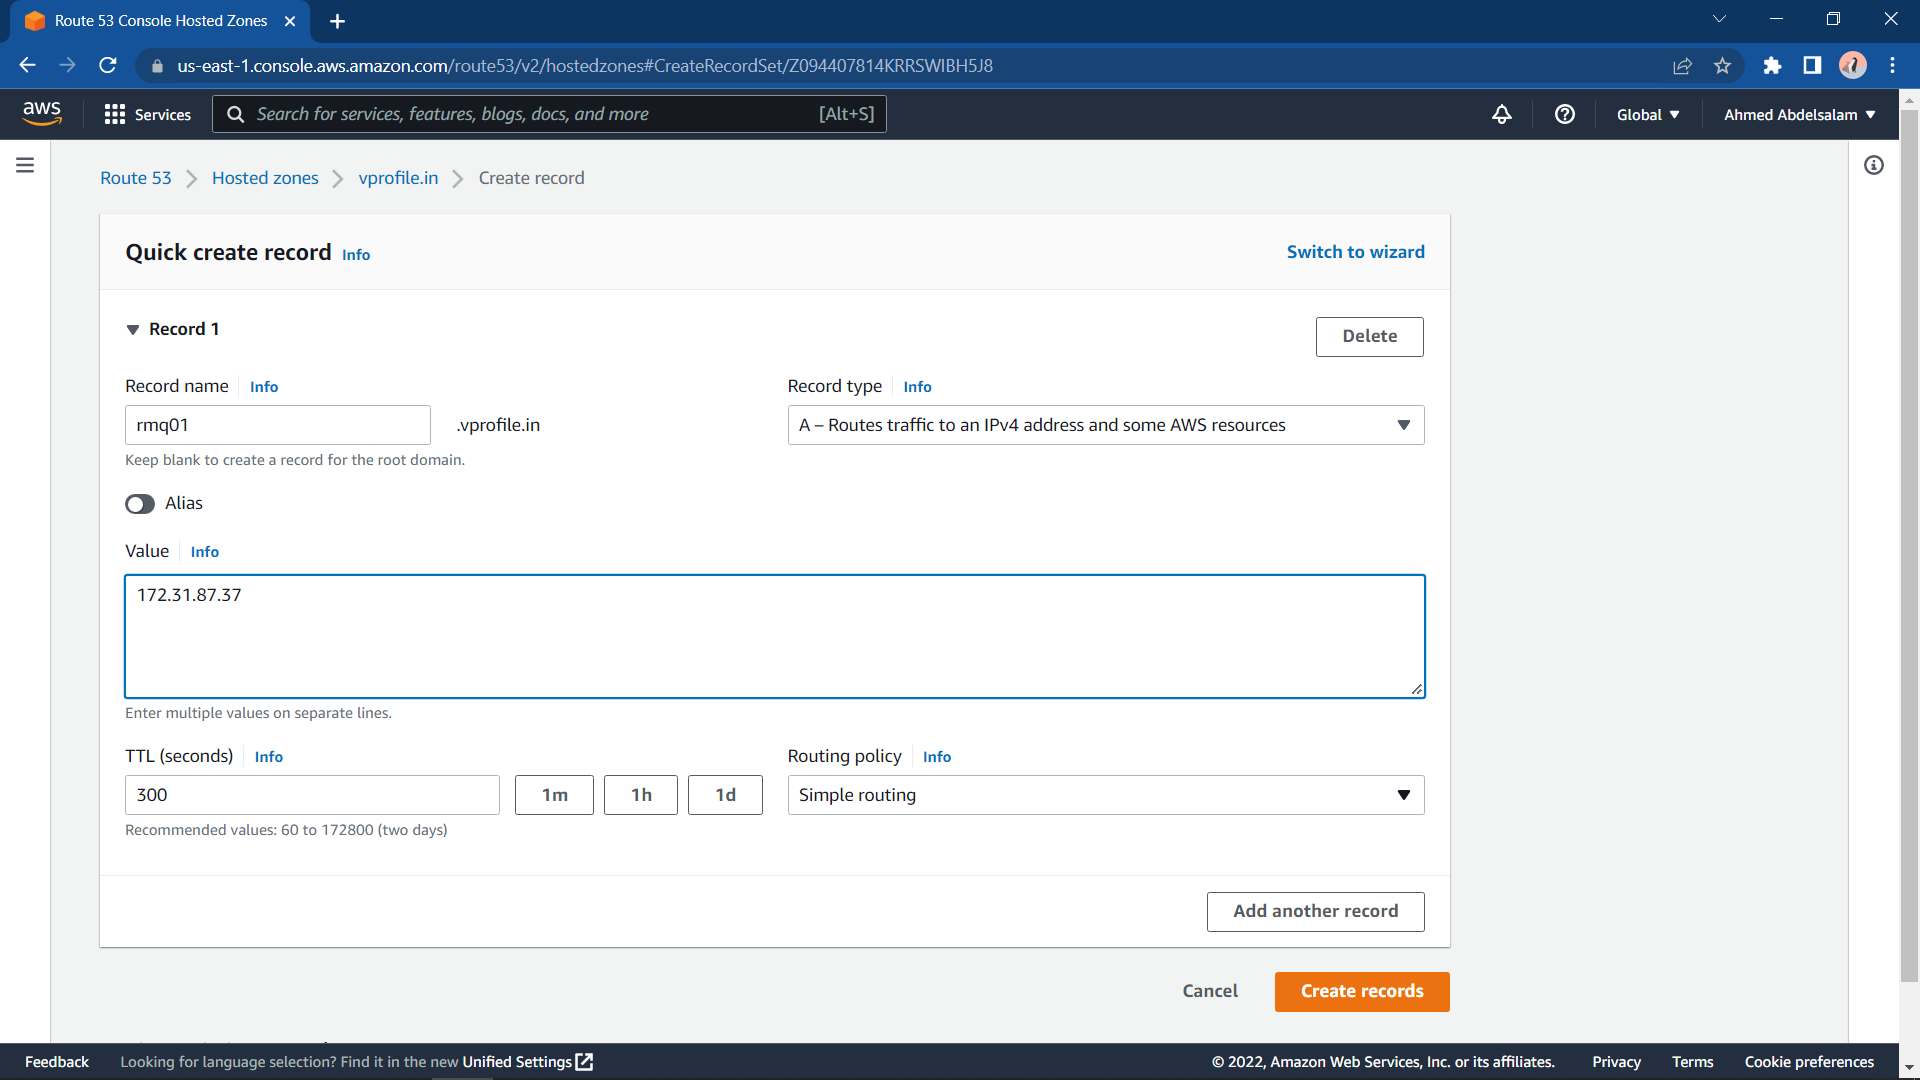 Route 53 Console Hosted Zones
us-east-1.console.aws.amazon.com/route53/v2/hostedzones#CreateRecordSet/Z094407814KRRSWIBH5J8
aws Services Search for services, features, blogs, docs, and more [Alt+S] Global Ahmed Abdelsalam
Route 53 Hosted zones vprofile.in Create record
Quick create record Info Switch to wizard
Record 1 Delete
Record name Info Record type Info
rmq01 .vprofile.in A – Routes traffic to an IPv4 address and some AWS resources
Keep blank to create a record for the root domain.
Alias
Value Info
172.31.87.37
Enter multiple values on separate lines.
TTL (seconds) Info Routing policy Info
300 1m 1h 1d Simple routing
Recommended values: 60 to 172800 (two days)
Add another record
Cancel Create records
Feedback Looking for language selection? Find it in the new Unified Settings © 2022, Amazon Web Services, Inc. or its affiliates. Privacy Terms Cookie preferences